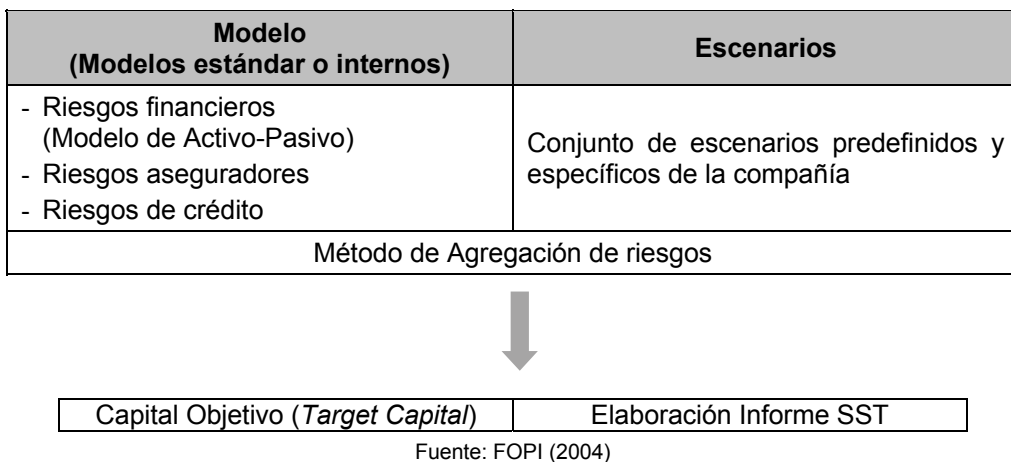 Modelo
(Modelos estándar o internos)
Escenarios
- Riesgos financieros
(Modelo de Activo-Pasivo)
- Riesgos aseguradores
- Riesgos de crédito
Conjunto de escenarios predefinidos y
específicos de la compañía
Método de Agregación de riesgos
Capital Objetivo (Target Capital)
Elaboración Informe SST
Fuente: FOPI (2004)